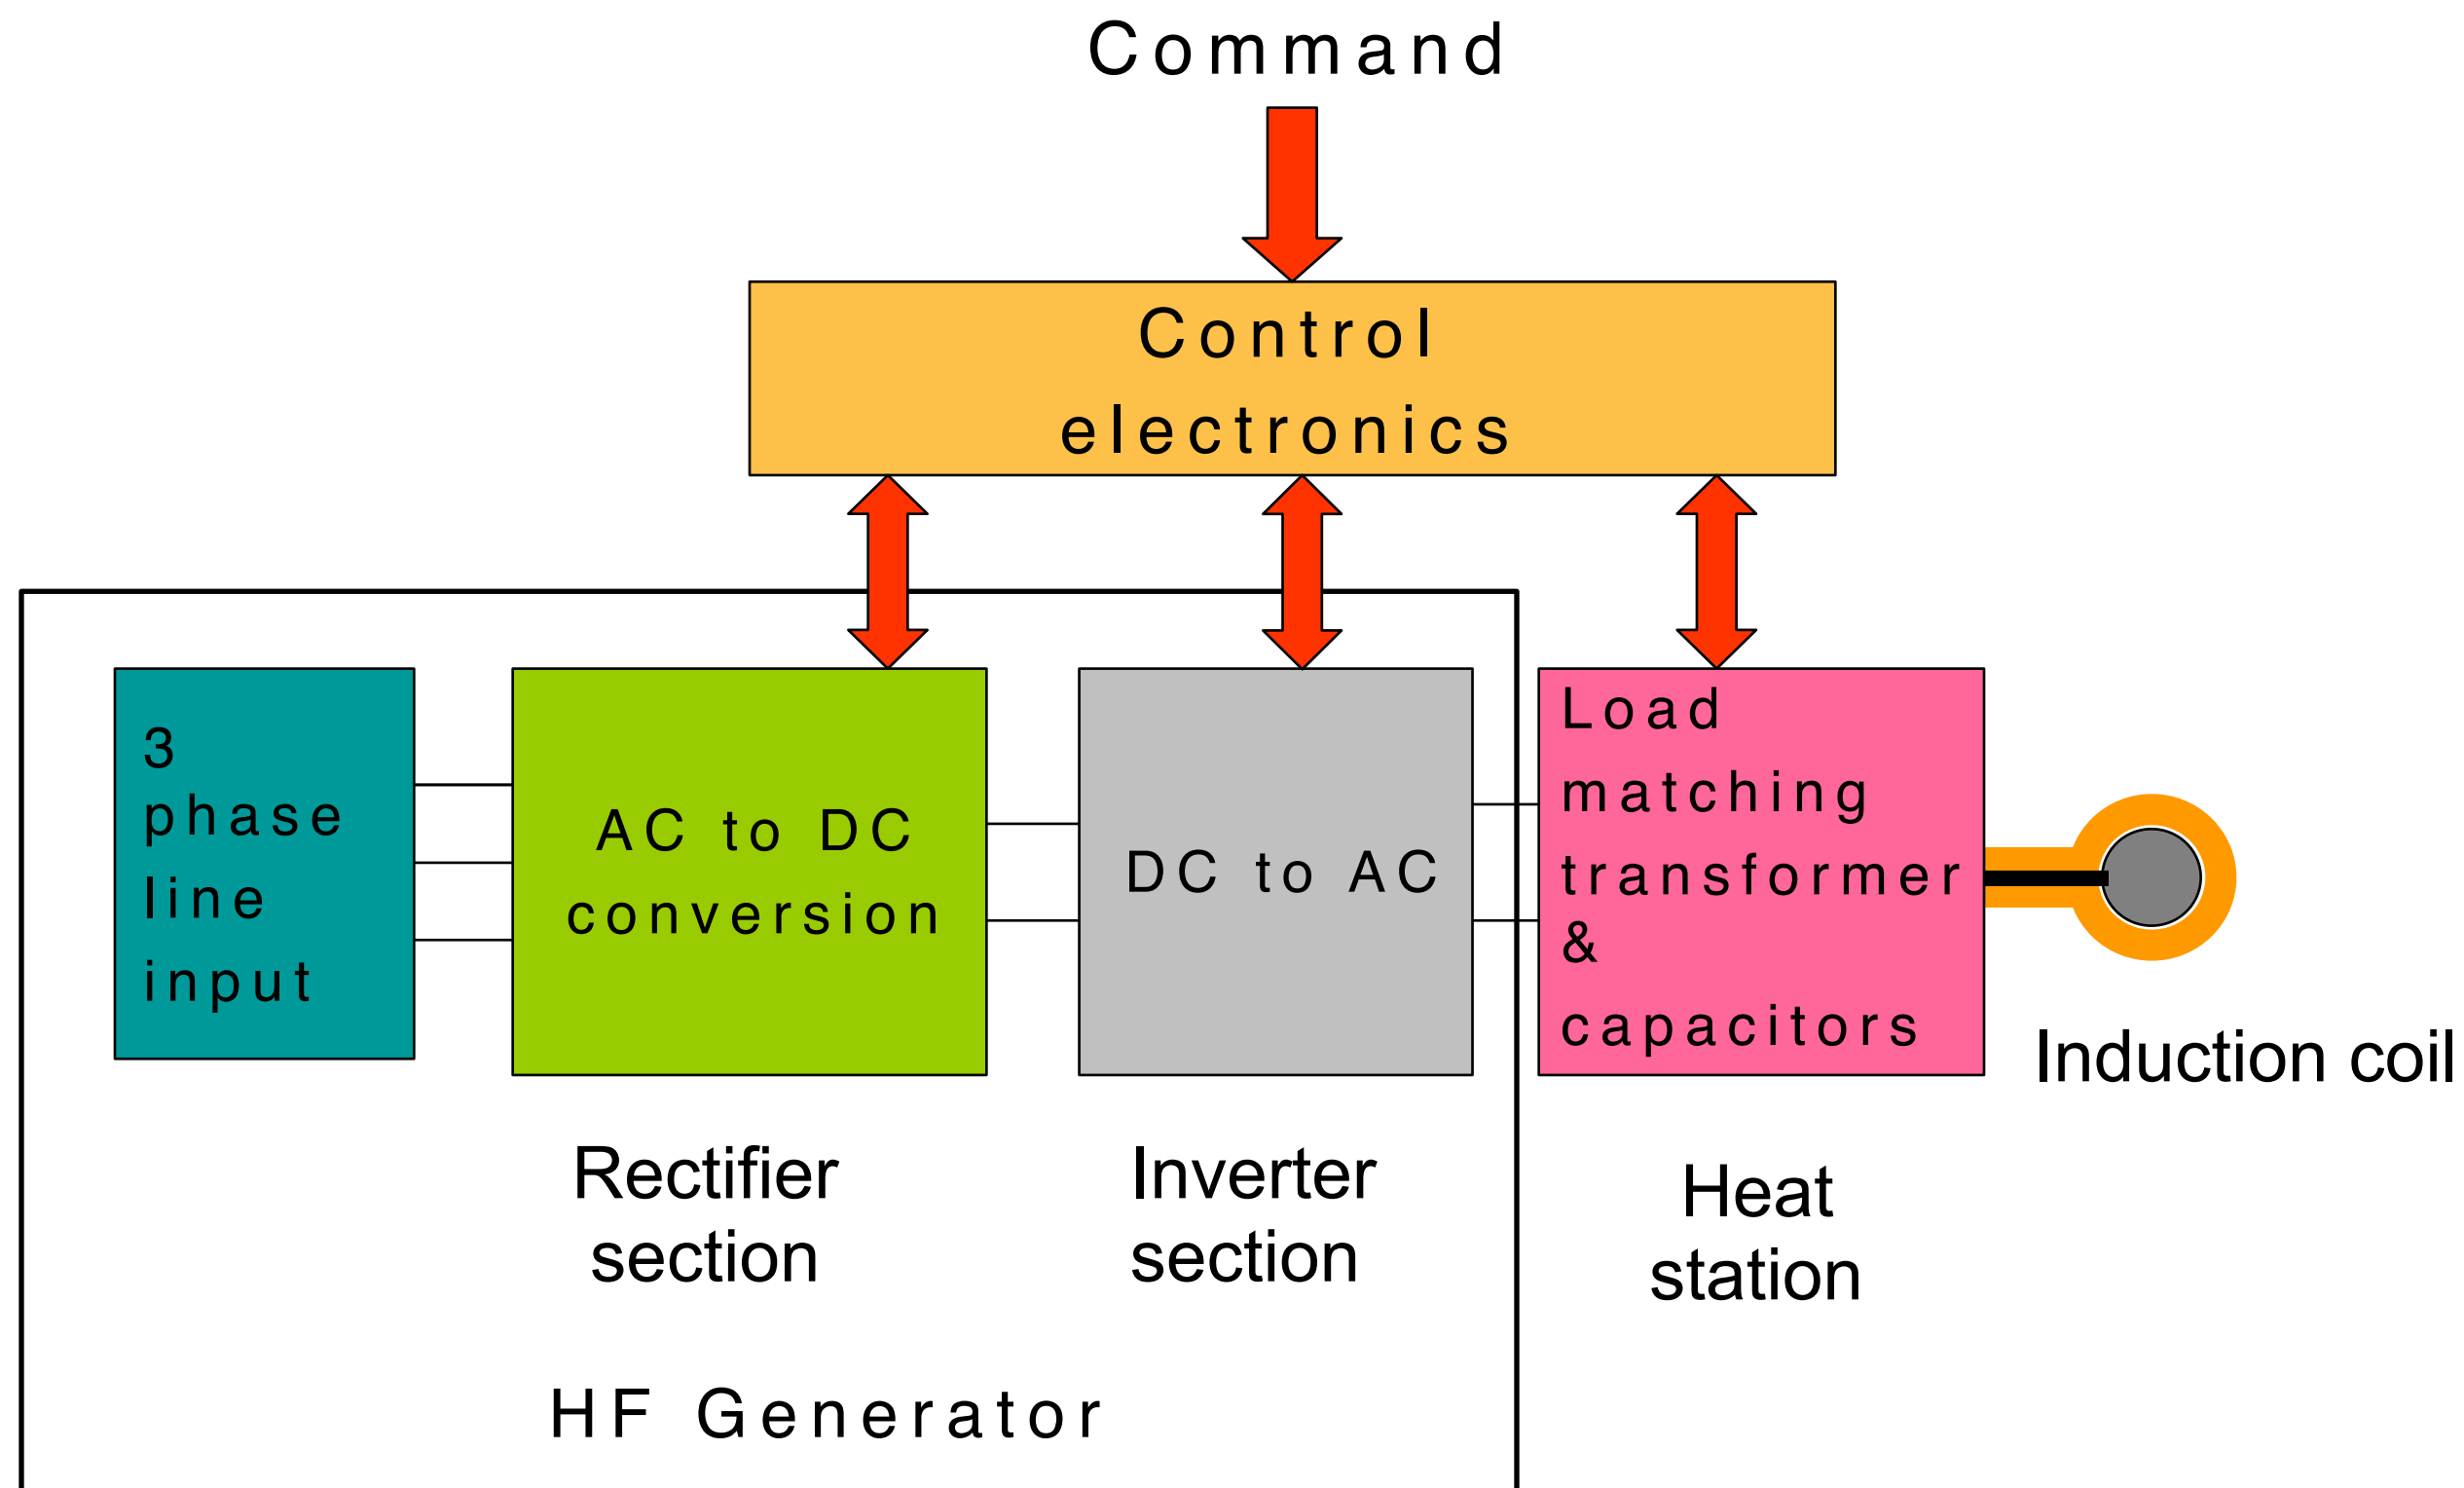 Command
Control
electronics
3
phase
line
input
AC to DC
conversion
DC to AC
Load
matching
transfomer
&
capacitors
Induction coil
Rectifier
section
Inverter
section
Heat
station
HF Generator